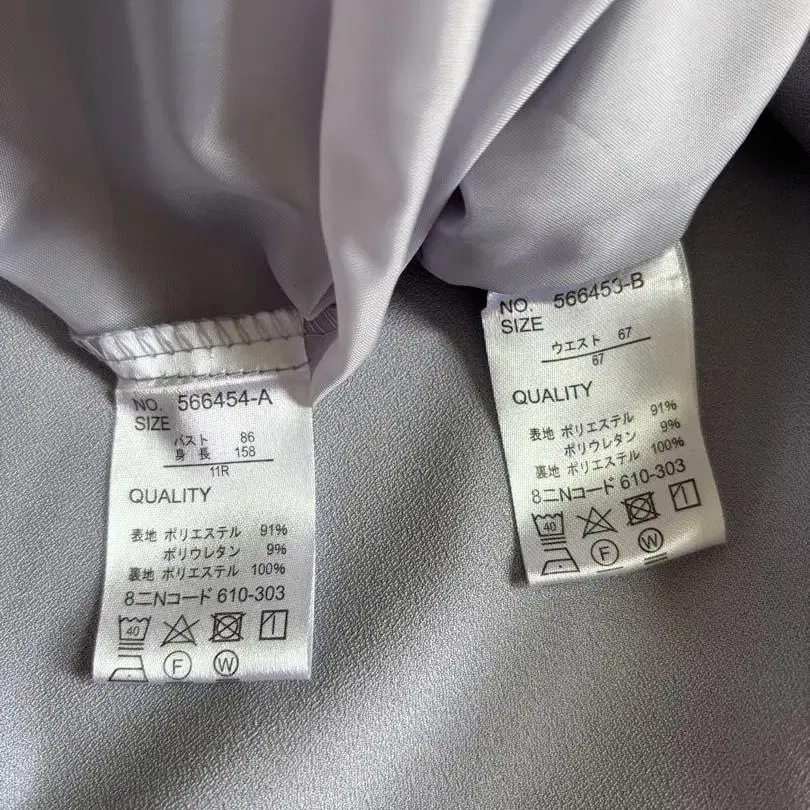 NO. 566454-A
SIZE
バスト 86
身長 158
11R
QUALITY
表地 ポリエステル 91%
ポリウレタン 9%
裏地 ポリエステル 100%
8二Nコード 610-303
40
F W
NO. 566453-B
SIZE
ウエスト 67
67
QUALITY
表地 ポリエステル 91%
ポリウレタン 9%
裏地 ポリエステル 100%
8二Nコード 610-303
40
F W